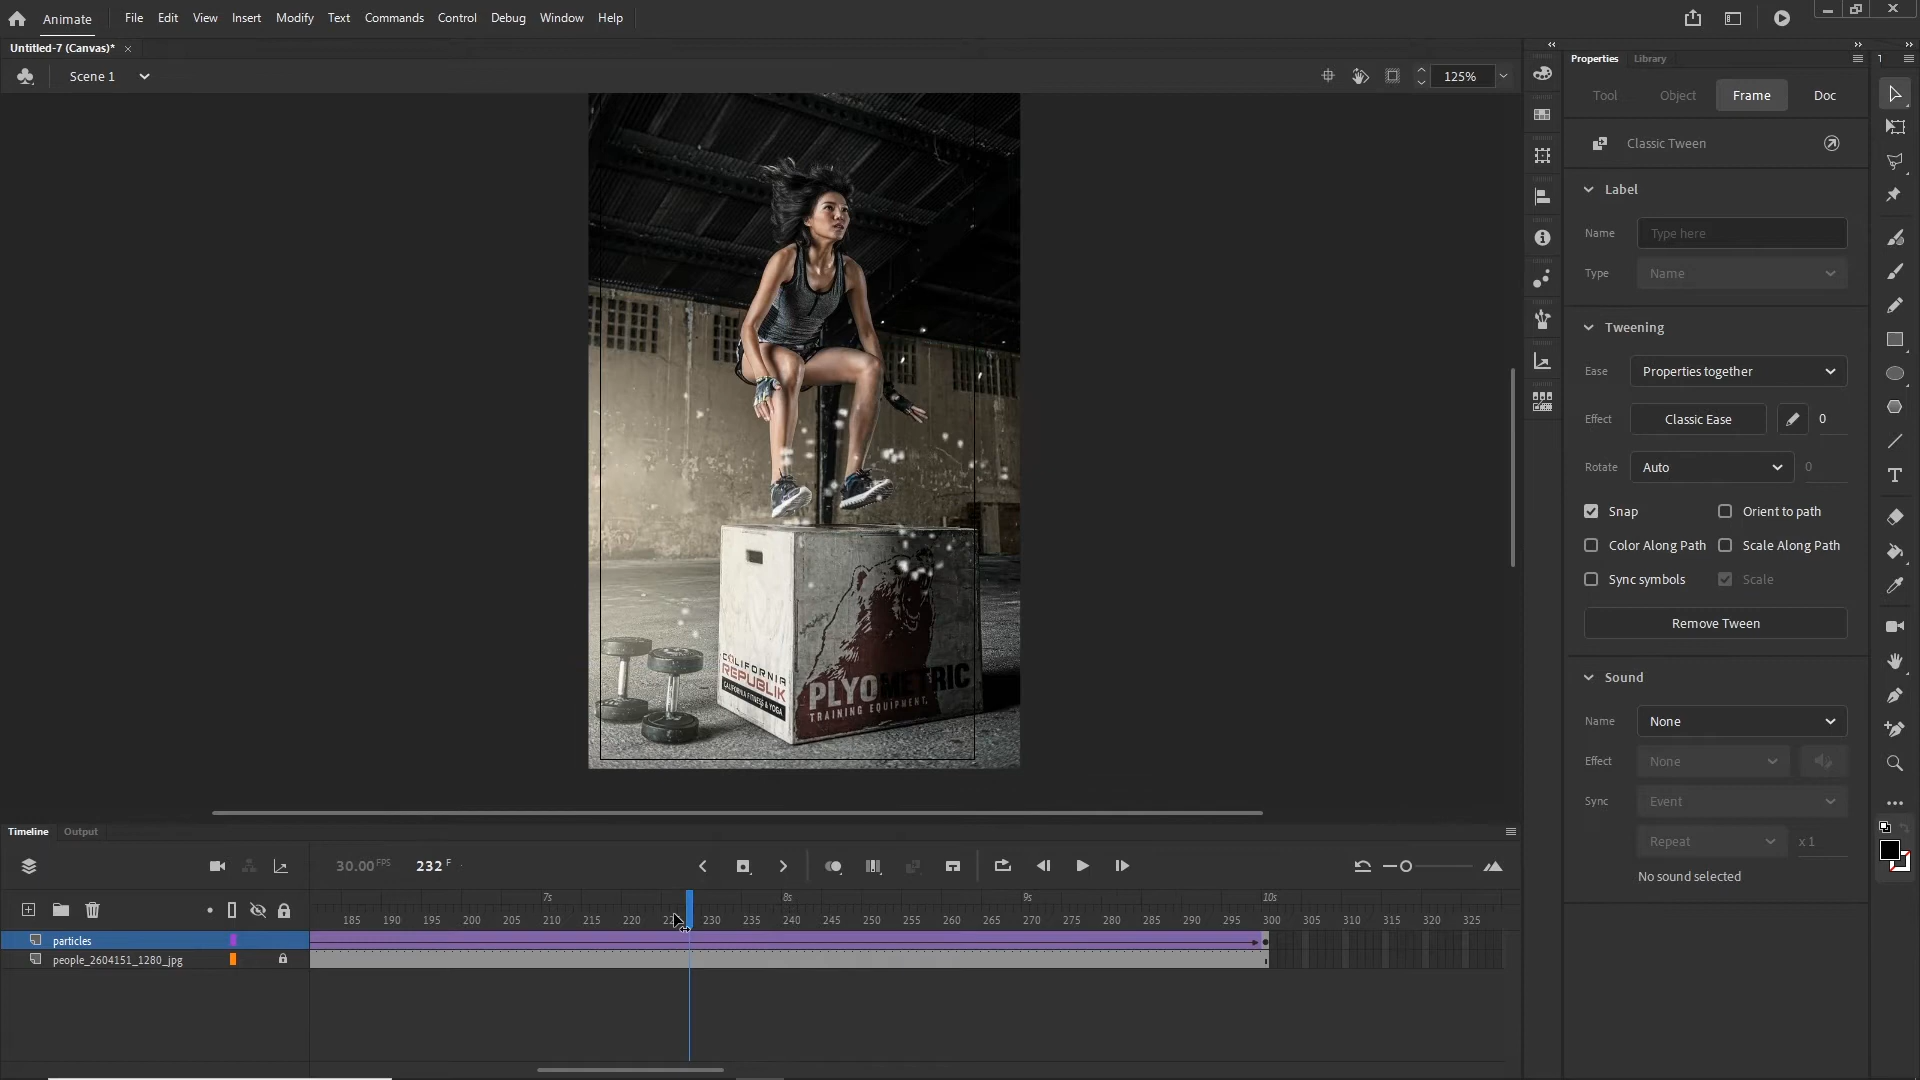 Animate File Edit View Insert Modify Text Commands Control Debug Window Help
Untitled-7 (Canvas)*
Scene 1 125%
Properties Library
Tool Object Frame Doc
Classic Tween
Label
Name Type here
Type Name
Tweening
Ease Properties together
Effect Classic Ease 0
Rotate Auto 0
Snap Orient to path
Color Along Path Scale Along Path
Sync symbols Scale
Remove Tween
Sound
Name None
Effect None
Sync Event
Repeat x 1
No sound selected
CALIFORNIA
REPUBLIK
CALIFORNIA FITNESS & YOGA
PLYOMETRIC
TRAINING EQUIPMENT.
Timeline Output
30.00 FPS 232 F
7s 8s 9s 10s
185 190 195 200 205 210 215 220 230 235 240 245 250 255 260 265 270 275 280 285 290 295 300 305 310 315 320 325
particles
people_2604151_1280_jpg